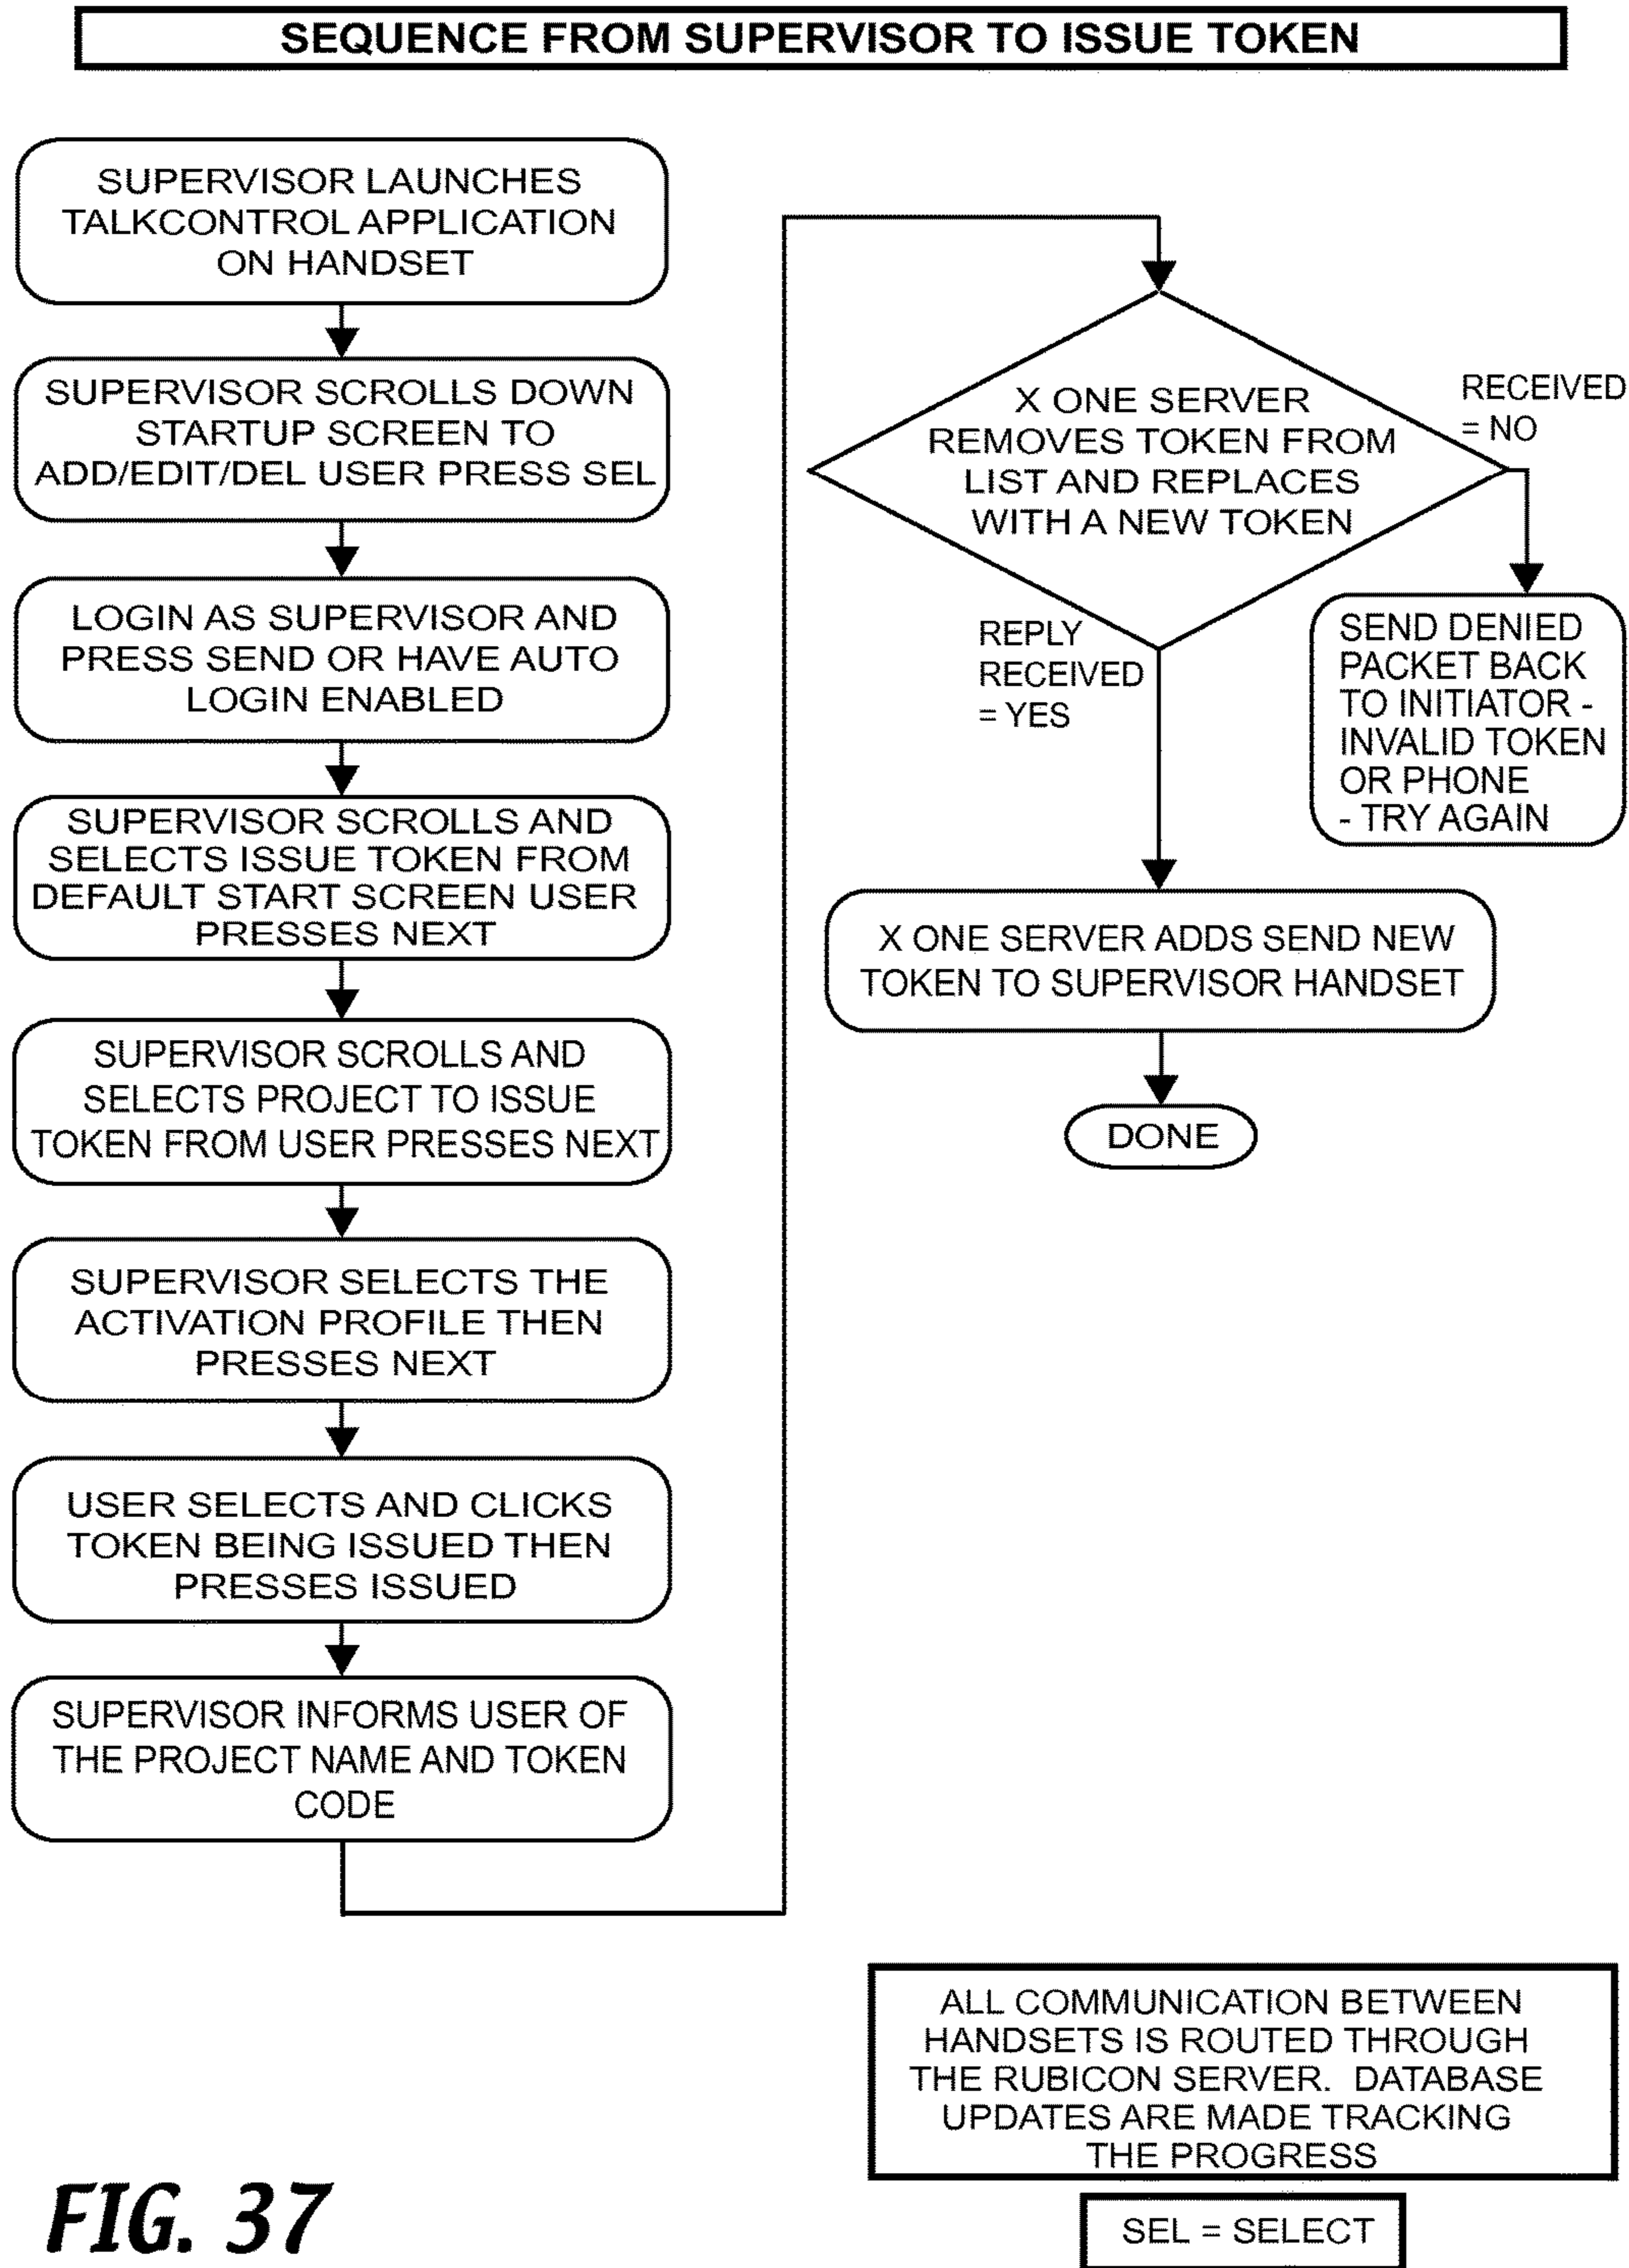 SEQUENCE FROM SUPERVISOR TO ISSUE TOKEN
SUPERVISOR LAUNCHES
TALKCONTROL APPLICATION
ON HANDSET
SUPERVISOR SCROLLS DOWN
STARTUP SCREEN TO
ADD/EDIT/DEL USER PRESS SEL
LOGIN AS SUPERVISOR AND
PRESS SEND OR HAVE AUTO
LOGIN ENABLED
SUPERVISOR SCROLLS AND
SELECTS ISSUE TOKEN FROM
DEFAULT START SCREEN USER
PRESSES NEXT
SUPERVISOR SCROLLS AND
SELECTS PROJECT TO ISSUE
TOKEN FROM USER PRESSES NEXT
SUPERVISOR SELECTS THE
ACTIVATION PROFILE THEN
PRESSES NEXT
USER SELECTS AND CLICKS
TOKEN BEING ISSUED THEN
PRESSES ISSUED
SUPERVISOR INFORMS USER OF
THE PROJECT NAME AND TOKEN
CODE
X ONE SERVER
REMOVES TOKEN FROM
LIST AND REPLACES
WITH A NEW TOKEN
RECEIVED
= NO
SEND DENIED
PACKET BACK
TO INITIATOR -
INVALID TOKEN
OR PHONE
- TRY AGAIN
REPLY
RECEIVED
= YES
X ONE SERVER ADDS SEND NEW
TOKEN TO SUPERVISOR HANDSET
DONE
ALL COMMUNICATION BETWEEN
HANDSETS IS ROUTED THROUGH
THE RUBICON SERVER. DATABASE
UPDATES ARE MADE TRACKING
THE PROGRESS
SEL = SELECT
FIG. 37